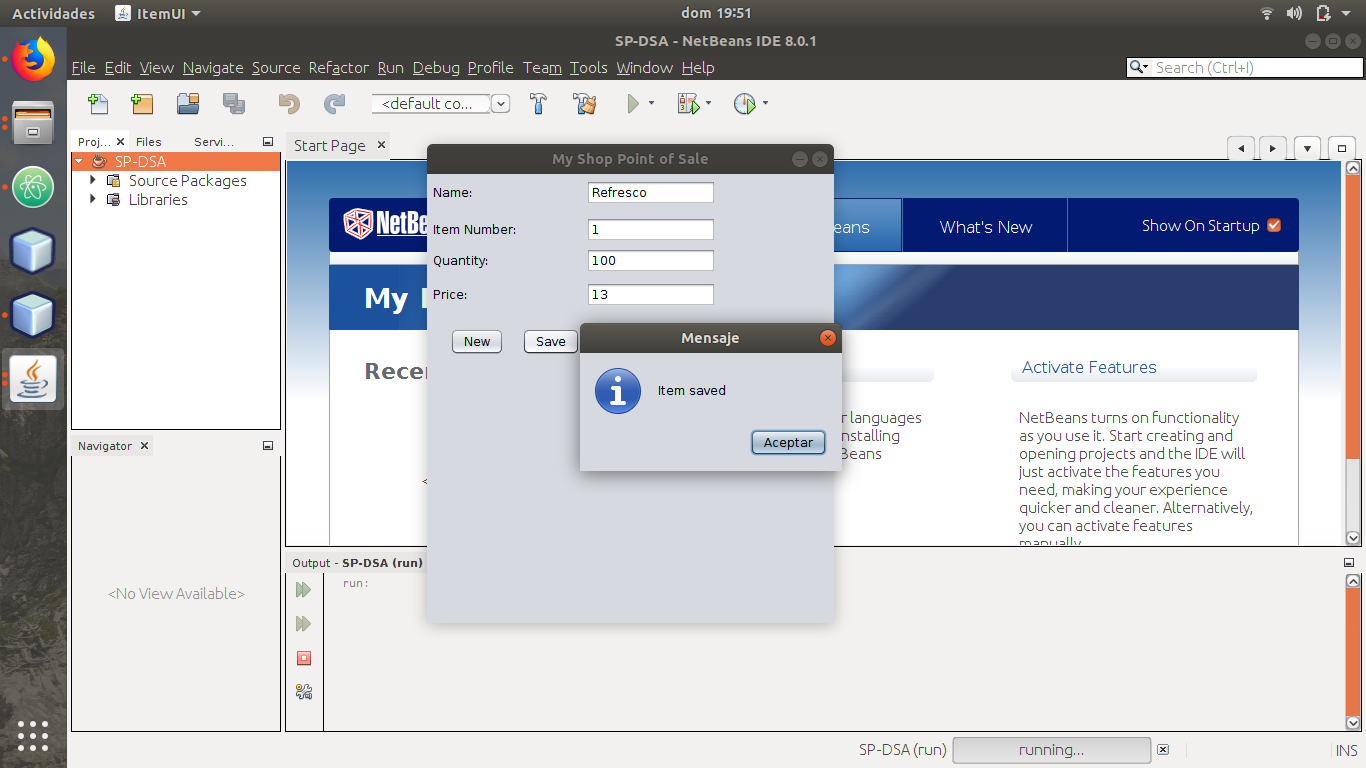 Actividades ItemUI dom 19:51
SP-DSA - NetBeans IDE 8.0.1
File Edit View Navigate Source Refactor Run Debug Profile Team Tools Window Help Search (Ctrl+I)
<default co...
Proj... Files Servi...
SP-DSA
Source Packages
Libraries
Navigator
<No View Available>
Start Page
NetBe
eans
What's New
Show On Startup
My
Recen
Activate Features
r languages
nstalling
Beans
<
NetBeans turns on functionality
as you use it. Start creating and
opening projects and the IDE will
just activate the features you
need, making your experience
quicker and cleaner. Alternatively,
you can activate features
manually
My Shop Point of Sale
Name: Refresco
Item Number: 1
Quantity: 100
Price: 13
New Save
Mensaje
Item saved
Aceptar
Output - SP-DSA (run)
run:
SP-DSA (run) running... INS